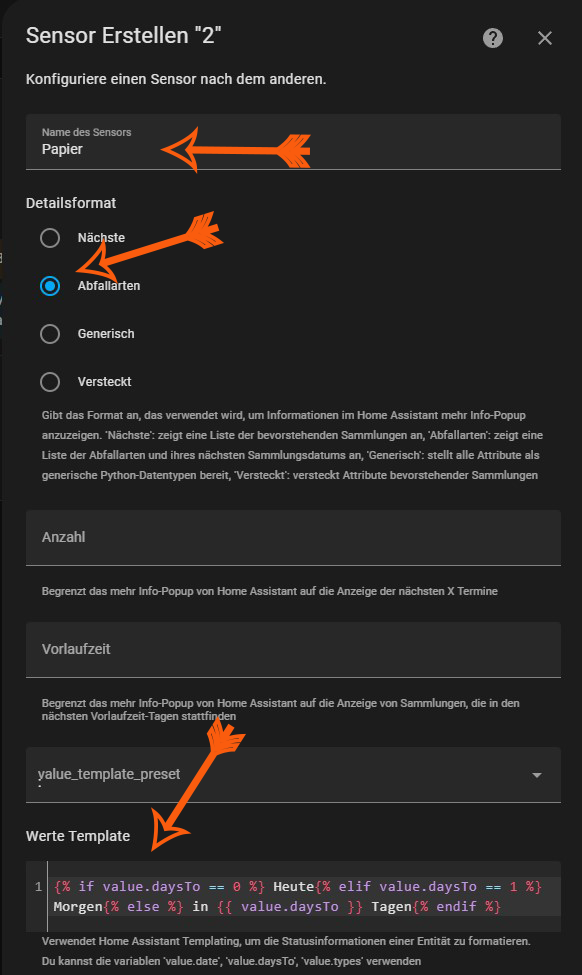 Sensor Erstellen "2"
Konfiguriere einen Sensor nach dem anderen.
Name des Sensors
Papier
Detailsformat
Nächste
Abfallarten
Generisch
Versteckt
Gibt das Format an, das verwendet wird, um Informationen im Home Assistant mehr Info-Popup
anzuzeigen. 'Nächste': zeigt eine Liste der bevorstehenden Sammlungen an, 'Abfallarten': zeigt eine
Liste der Abfallarten und ihres nächsten Sammlungsdatums an, 'Generisch': stellt alle Attribute als
generische Python-Datentypen bereit, 'Versteckt': versteckt Attribute bevorstehender Sammlungen
Anzahl
Begrenzt das mehr Info-Popup von Home Assistant auf die Anzeige der nächsten X Termine
Vorlaufzeit
Begrenzt das mehr Info-Popup von Home Assistant auf die Anzeige von Sammlungen, die in den
nächsten Vorlaufzeit-Tagen stattfinden
value_template_preset
Werte Template
1 {% if value.daysTo == 0 %} Heute{% elif value.daysTo == 1 %}
Morgen{% else %} in {{ value.daysTo }} Tagen{% endif %}
Verwendet Home Assistant Templating, um die Statusinformationen einer Entität zu formatieren.
Du kannst die variablen 'value.date', 'value.daysTo', 'value.types' verwenden